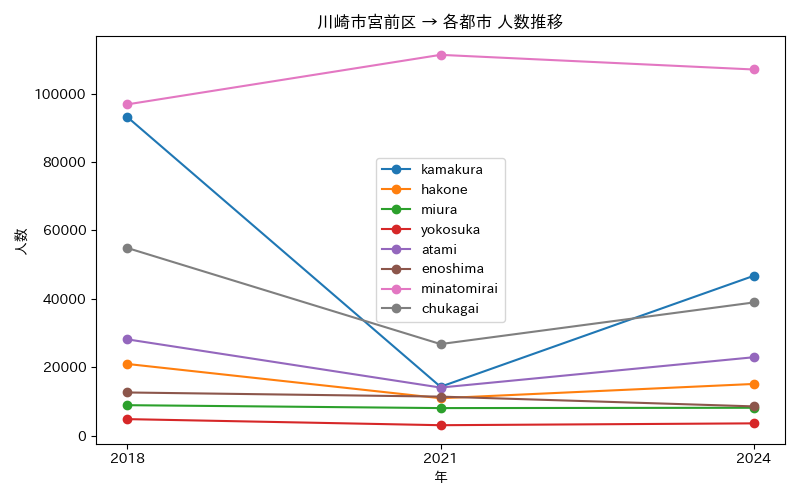 川崎市宮前区 → 各都市 人数推移
人数
100000
80000
60000
40000
20000
0
kamakura
hakone
miura
yokosuka
atami
enoshima
minatomirai
chukagai
2018 2021 2024
年